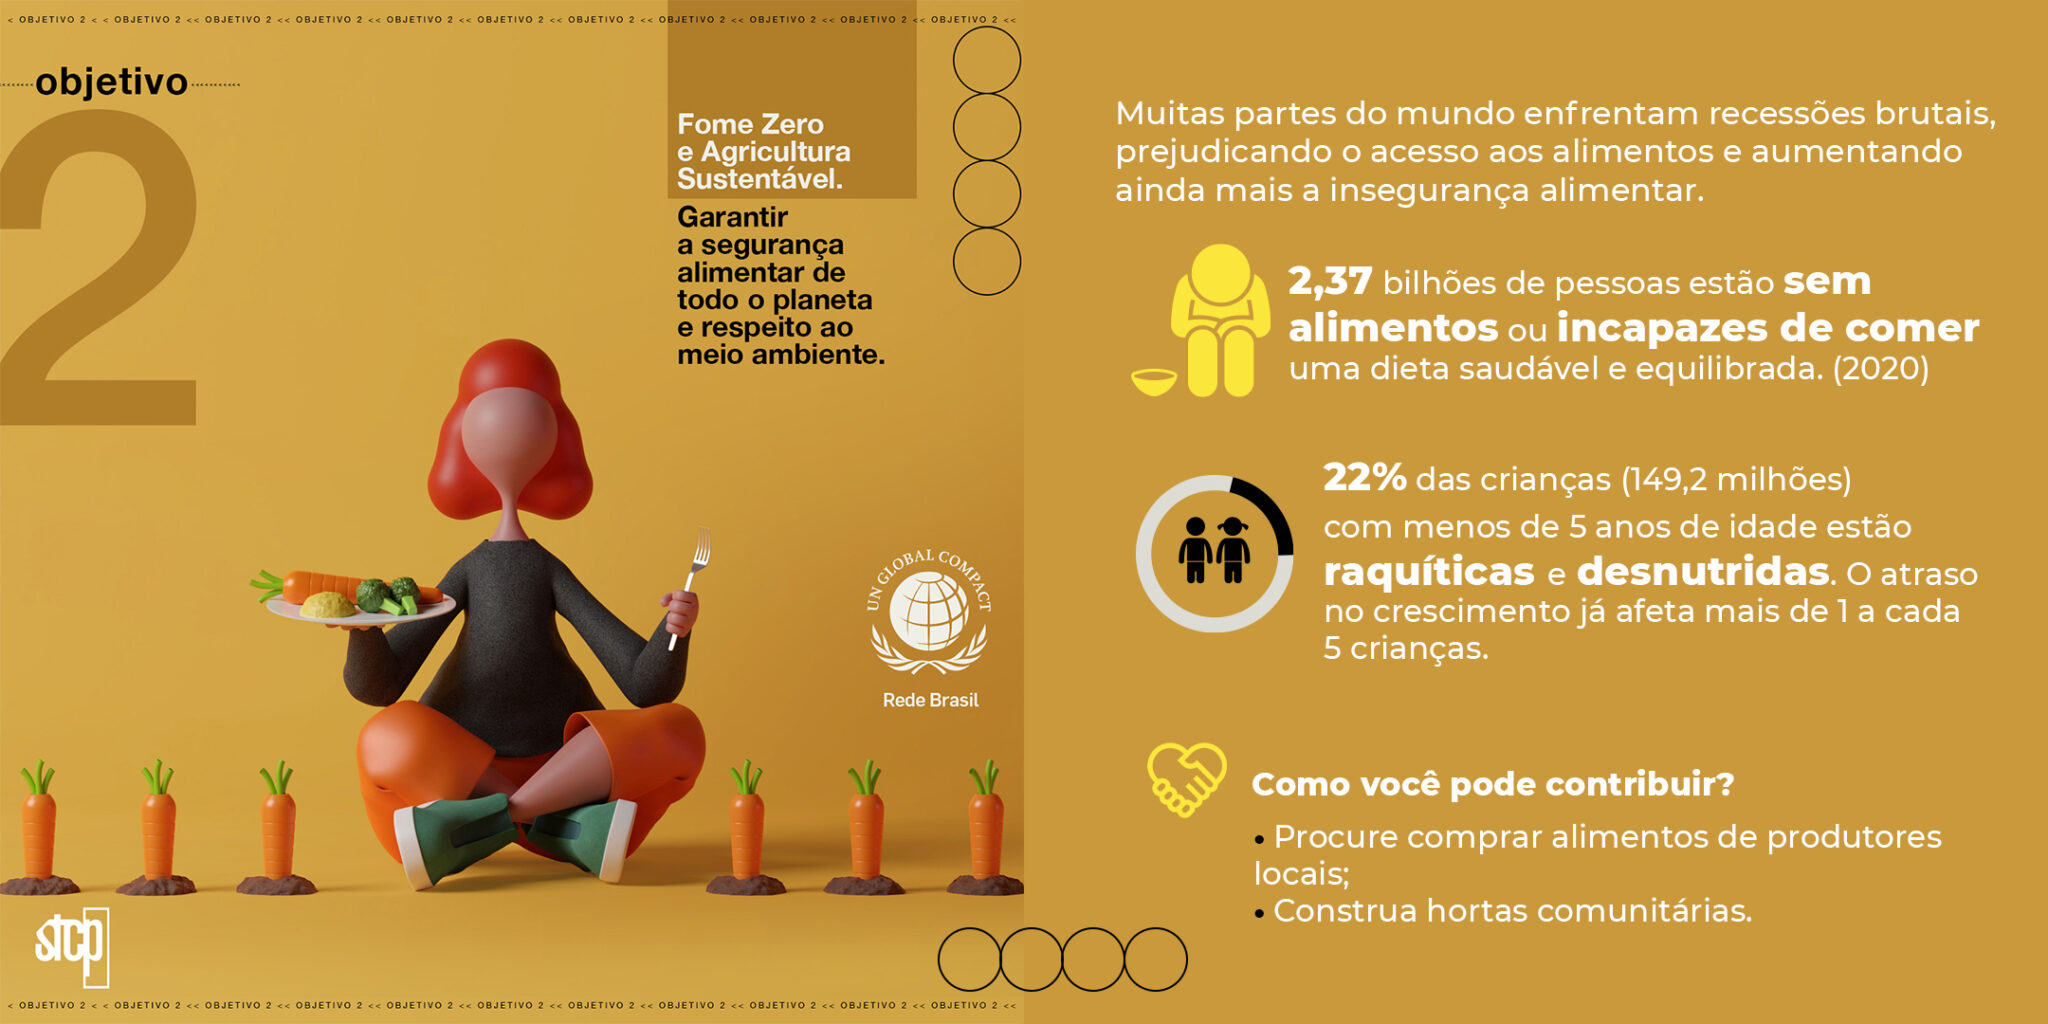 < OBJETIVO 2 < < OBJETIVO 2 << OBJETIVO 2 << OBJETIVO 2 << OBJETIVO 2 << OBJETIVO 2 << OBJETIVO 2 << OBJETIVO 2 << OBJETIVO 2 << OBJETIVO 2 << OBJETIVO 2 <<
objetivo
2
Fome Zero
e Agricultura
Sustentável.
Garantir
a segurança
alimentar de
todo o planeta
e respeito ao
meio ambiente.
UN GLOBAL COMPACT
Rede Brasil
stcp
< OBJETIVO 2 < < OBJETIVO 2 << OBJETIVO 2 << OBJETIVO 2 << OBJETIVO 2 << OBJETIVO 2 << OBJETIVO 2 << OBJETIVO 2 << OBJETIVO 2 << OBJETIVO 2 << OBJETIVO 2 <<
Muitas partes do mundo enfrentam recessões brutais,
prejudicando o acesso aos alimentos e aumentando
ainda mais a insegurança alimentar.
2,37 bilhões de pessoas estão sem
alimentos ou incapazes de comer
uma dieta saudável e equilibrada. (2020)
22% das crianças (149,2 milhões)
com menos de 5 anos de idade estão
raquíticas e desnutridas. O atraso
no crescimento já afeta mais de 1 a cada
5 crianças.
Como você pode contribuir?
• Procure comprar alimentos de produtores
locais;
• Construa hortas comunitárias.